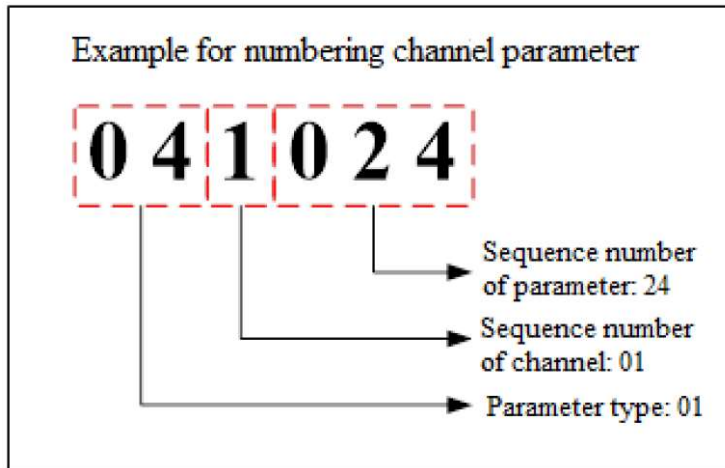 Example for numbering channel parameter
0 4 1 0 2 4
Sequence number
of parameter: 24
Sequence number
of channel: 01
Parameter type: 01